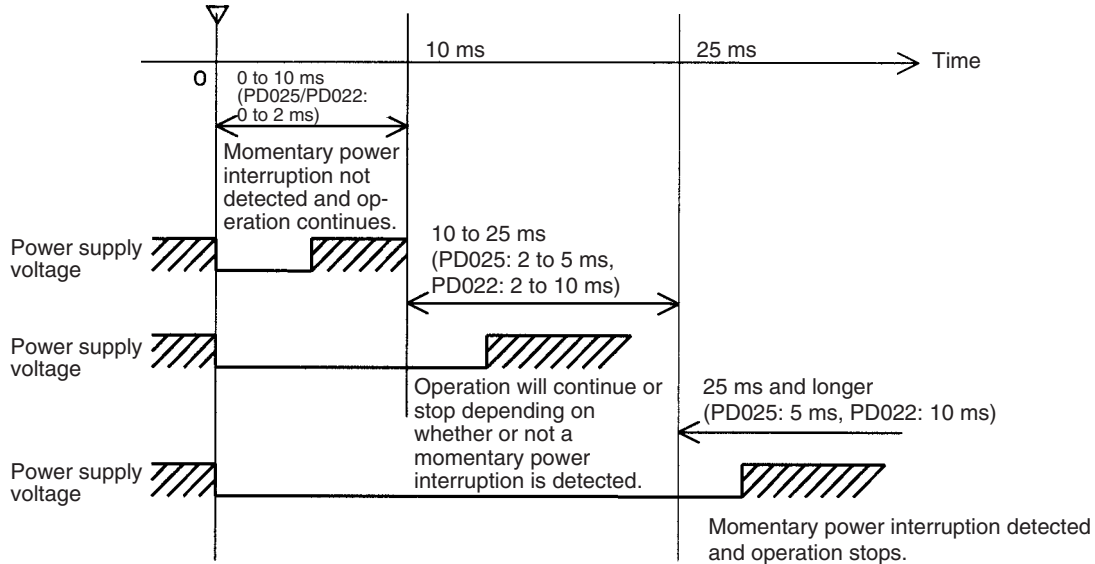 10 ms
25 ms
Time
0
0 to 10 ms
(PD025/PD022:
0 to 2 ms)
Momentary power
interruption not
detected and op-
eration continues.
Power supply
voltage
10 to 25 ms
(PD025: 2 to 5 ms,
PD022: 2 to 10 ms)
Power supply
voltage
Operation will continue or
stop depending on
whether or not a
momentary power
interruption is detected.
25 ms and longer
(PD025: 5 ms, PD022: 10 ms)
Power supply
voltage
Momentary power interruption detected
and operation stops.